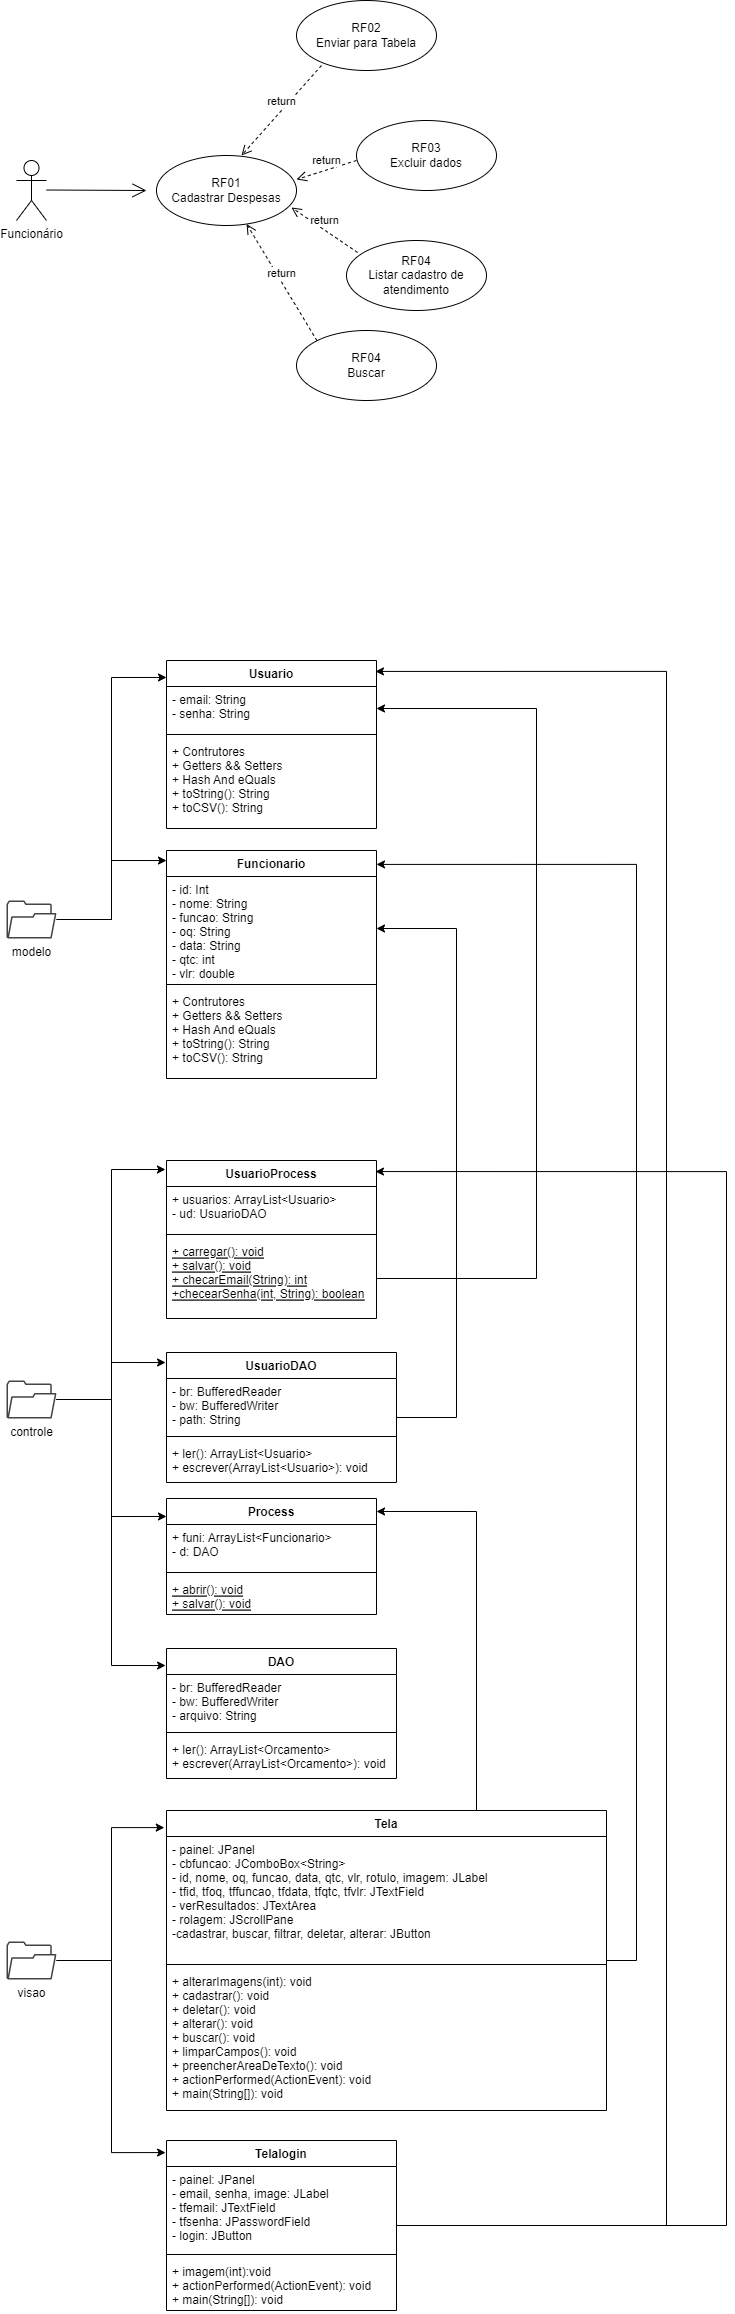 RF02
Enviar para Tabela
return
RF03
Excluir dados
return
RF01
Cadastrar Despesas
Funcionário
return
RF04
Listar cadastro de
atendimento
return
RF04
Buscar
Usuario
- email: String
- senha: String
+ Contrutores
+ Getters && Setters
+ Hash And eQuals
+ toString(): String
+ toCSV(): String
Funcionario
- id: Int
- nome: String
- funcao: String
- oq: String
- data: String
- qtc: int
- vlr: double
modelo
+ Contrutores
+ Getters && Setters
+ Hash And eQuals
+ toString(): String
+ toCSV(): String
UsuarioProcess
+ usuarios: ArrayList<Usuario>
- ud: UsuarioDAO
+ carregar(): void
+ salvar(): void
+ checarEmail(String): int
+checearSenha(int, String): boolean
UsuarioDAO
- br: BufferedReader
- bw: BufferedWriter
- path: String
controle
+ ler(): ArrayList<Usuario>
+ escrever(ArrayList<Usuario>): void
Process
+ funi: ArrayList<Funcionario>
- d: DAO
+ abrir(): void
+ salvar(): void
DAO
- br: BufferedReader
- bw: BufferedWriter
- arquivo: String
+ ler(): ArrayList<Orcamento>
+ escrever(ArrayList<Orcamento>): void
Tela
- painel: JPanel
- cbfuncao: JComboBox<String>
- id, nome, oq, funcao, data, qtc, vlr, rotulo, imagem: JLabel
- tfid, tfoq, tffuncao, tfdata, tfqtc, tfvlr: JTextField
- verResultados: JTextArea
- rolagem: JScrollPane
-cadastrar, buscar, filtrar, deletar, alterar: JButton
visao
+ alterarImagens(int): void
+ cadastrar(): void
+ deletar(): void
+ alterar(): void
+ buscar(): void
+ limparCampos(): void
+ preencherAreaDeTexto(): void
+ actionPerformed(ActionEvent): void
+ main(String[]): void
Telalogin
- painel: JPanel
- email, senha, image: JLabel
- tfemail: JTextField
- tfsenha: JPasswordField
- login: JButton
+ imagem(int):void
+ actionPerformed(ActionEvent): void
+ main(String[]): void